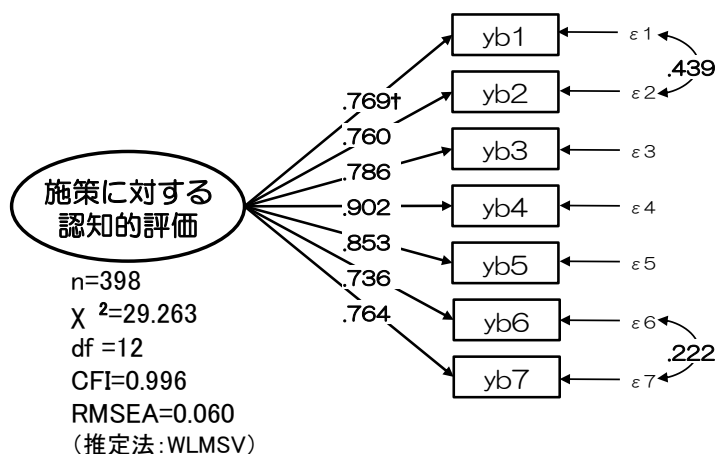 yb1
ε1
.439
.769†
yb2
ε2
.760
yb3
ε3
.786
施策に対する
認知的評価
.902
yb4
ε4
.853
yb5
ε5
n=398
.736
yb6
ε6
χ ²=29.263
.764
.222
df =12
yb7
ε7
CFI=0.996
RMSEA=0.060
(推定法:WLMSV)